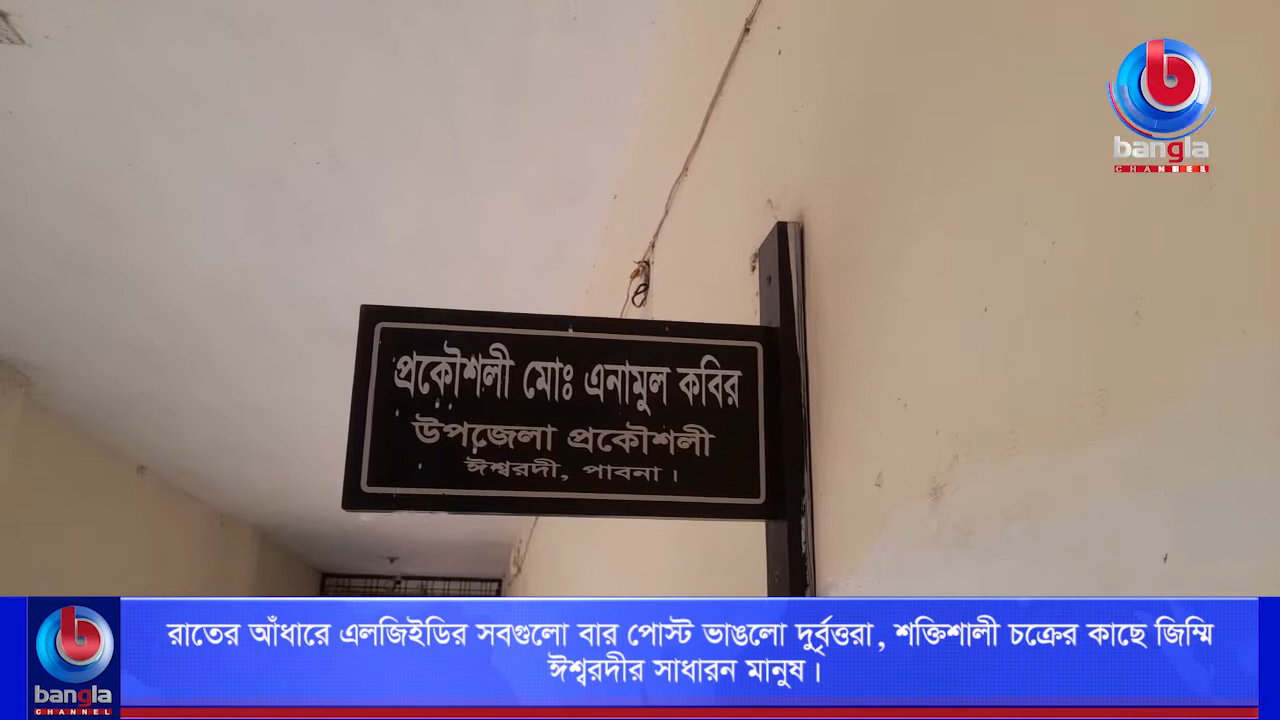 bangla
CHANNEL
প্রকৌশলী মোঃ এনামুল কবির
উপজেলা প্রকৌশলী
ঈশ্বরদী, পাবনা।
রাতের আঁধারে এলজিইডির সবগুলো বার পোস্ট ভাঙলো দুর্বৃত্তরা, শক্তিশালী চক্রের কাছে জিম্মি
ঈশ্বরদীর সাধারন মানুষ।
bangla
CHANNEL